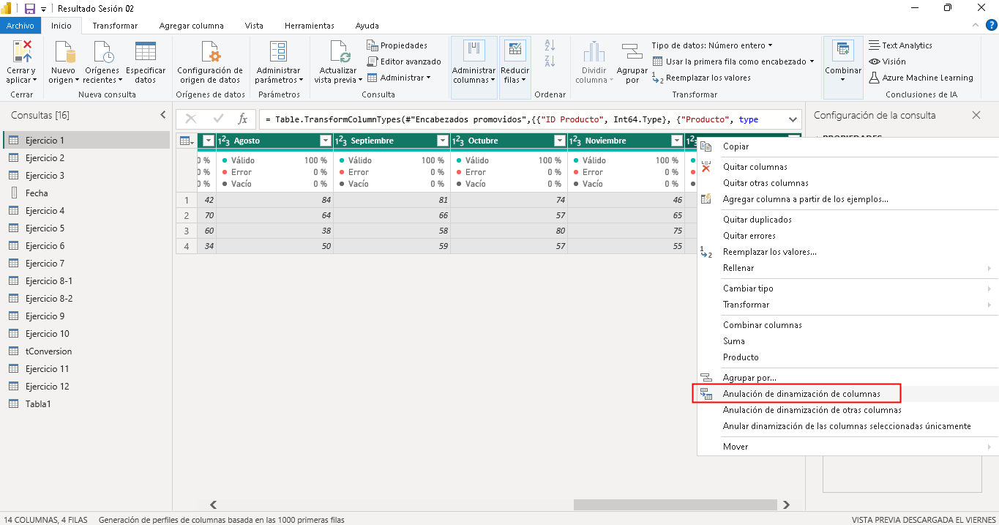 Resultado Sesión 02
Archivo Inicio Transformar Agregar columna Vista Herramientas Ayuda
Cerrar y aplicar
Nuevo origen
Orígenes recientes
Especificar datos
Configuración de origen de datos
Administrar parámetros
Actualizar vista previa
Propiedades
Editor avanzado
Administrar
Administrar columnas
Reducir filas
Dividir columna
Agrupar por
Tipo de datos: Número entero
Usar la primera fila como encabezado
Reemplazar los valores
Combinar
Text Analytics
Visión
Azure Machine Learning
Cerrar Nueva consulta Orígenes de datos Parámetros Consulta Ordenar Transformar Conclusiones de IA
Consultas [16]
= Table.TransformColumnTypes(#"Encabezados promovidos",{{"ID Producto", Int64.Type}, {"Producto", type
Configuración de la consulta
Ejercicio 1
Ejercicio 2
Ejercicio 3
Fecha
Ejercicio 4
Ejercicio 5
Ejercicio 6
Ejercicio 7
Ejercicio 8-1
Ejercicio 8-2
Ejercicio 9
Ejercicio 10
tConversion
Ejercicio 11
Ejercicio 12
Tabla1
Agosto Septiembre Octubre Noviembre
0 % Válido 100 % Válido 100 % Válido 100 % Válido 100 %
0 % Error 0 % Error 0 % Error 0 % Error 0 %
0 % Vacío 0 % Vacío 0 % Vacío 0 % Vacío 0 %
1 42 84 81 74 46
2 70 64 66 57 65
3 60 38 58 80 75
4 34 50 59 57 55
Copiar
Quitar columnas
Quitar otras columnas
Agregar columna a partir de los ejemplos...
Quitar duplicados
Quitar errores
Reemplazar los valores...
Rellenar
Cambiar tipo
Transformar
Combinar columnas
Suma
Producto
Agrupar por...
Anulación de dinamización de columnas
Anulación de dinamización de otras columnas
Anular dinamización de las columnas seleccionadas únicamente
Mover
14 COLUMNAS, 4 FILAS Generación de perfiles de columnas basada en las 1000 primeras filas VISTA PREVIA DESCARGADA EL VIERNES